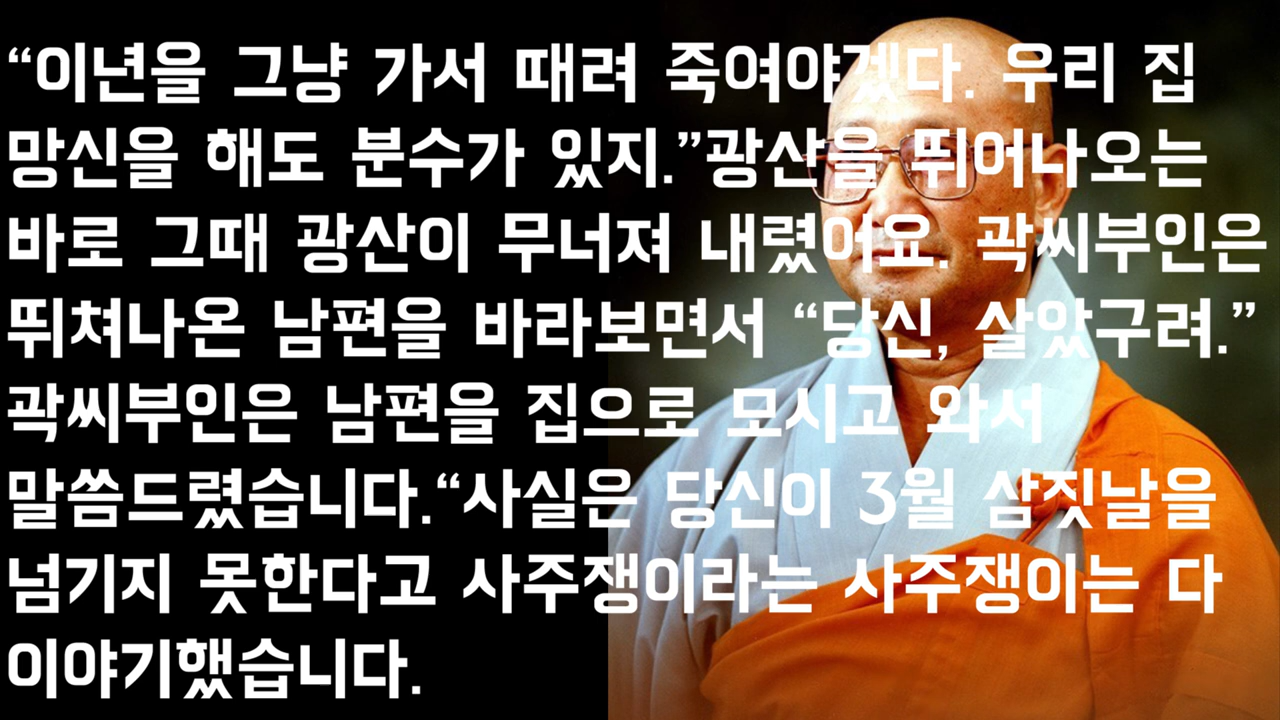 “이년을 그냥 가서 때려 죽여야겠다. 우리 집
망신을 해도 분수가 있지.”광산을 뛰어나오는
바로 그때 광산이 무너져 내렸어요. 곽씨부인은
뛰쳐나온 남편을 바라보면서 “당신, 살았구려.”
곽씨부인은 남편을 집으로 모시고 와서
말씀드렸습니다.“사실은 당신이 3월 삼짓날을
넘기지 못한다고 사주쟁이라는 사주쟁이는 다
이야기했습니다.